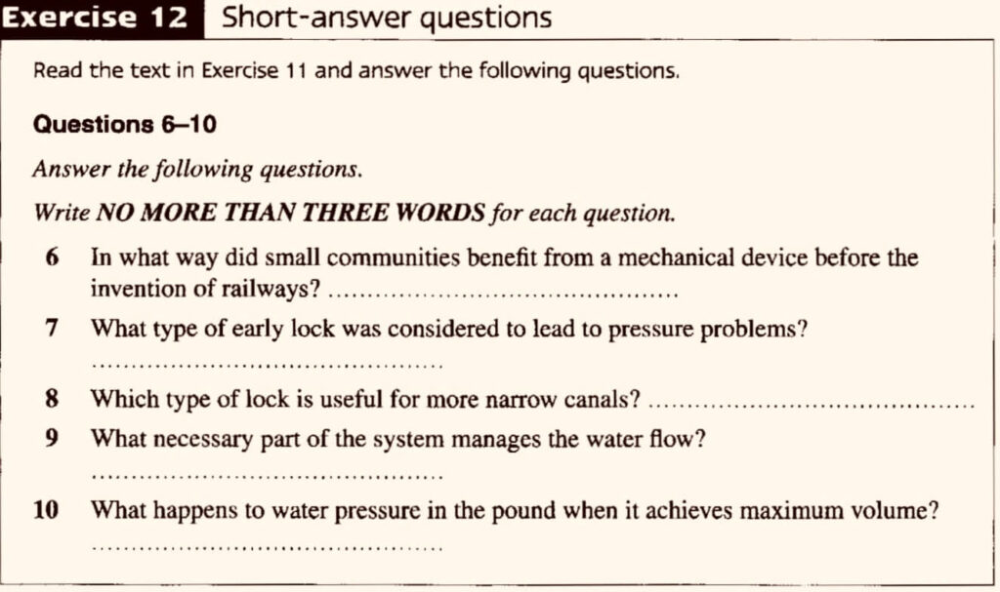 Exercise 12 Short-answer questions
Read the text in Exercise 11 and answer the following questions.
Questions 6–10
Answer the following questions.
Write NO MORE THAN THREE WORDS for each question.
6 In what way did small communities benefit from a mechanical device before the
invention of railways? ............................................
7 What type of early lock was considered to lead to pressure problems?
............................................
8 Which type of lock is useful for more narrow canals? ........................................
9 What necessary part of the system manages the water flow?
............................................
10 What happens to water pressure in the pound when it achieves maximum volume?
............................................